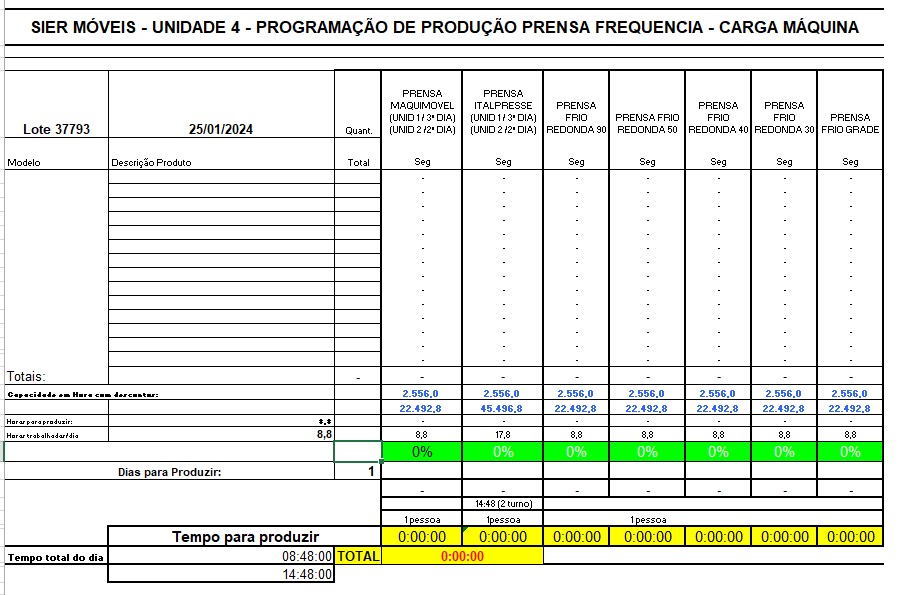 SIER MÓVEIS - UNIDADE 4 - PROGRAMAÇÃO DE PRODUÇÃO PRENSA FREQUENCIA - CARGA MÁQUINA
Lote 37793 25/01/2024 Quant. PRENSA MAQUIMOVEL (UNID 1/ 3ª DIA) (UNID 2 /2ª DIA) PRENSA ITALPRESSE (UNID 1/ 3ª DIA) (UNID 2 /2ª DIA) PRENSA FRIO REDONDA 90 PRENSA FRIO REDONDA 50 PRENSA FRIO REDONDA 40 PRENSA FRIO REDONDA 30 PRENSA FRIO GRADE
Modelo Descrição Produto Total Seg Seg Seg Seg Seg Seg Seg
- - - - - - -
- - - - - - -
- - - - - - -
- - - - - - -
- - - - - - -
- - - - - - -
- - - - - - -
- - - - - - -
- - - - - - -
- - - - - - -
- - - - - - -
- - - - - - -
- - - - - - -
- - - - - - -
Totais: - - - - - - - -
Capacidade em Hora com descontar: 2.556,0 2.556,0 2.556,0 2.556,0 2.556,0 2.556,0 2.556,0
22.492,8 45.496,8 22.492,8 22.492,8 22.492,8 22.492,8 22.492,8
Horas para produzir: - - - - - - -
Horas trabalhadas/dia 8,8 8,8 17,8 8,8 8,8 8,8 8,8 8,8
0% 0% 0% 0% 0% 0% 0%
Dias para Produzir: 1
- - - - - - -
14:48 (2 turno)
1 pessoa 1 pessoa 1 pessoa
Tempo para produzir 0:00:00 0:00:00 0:00:00 0:00:00 0:00:00 0:00:00 0:00:00
Tempo total do dia 08:48:00 TOTAL 0:00:00
14:48:00